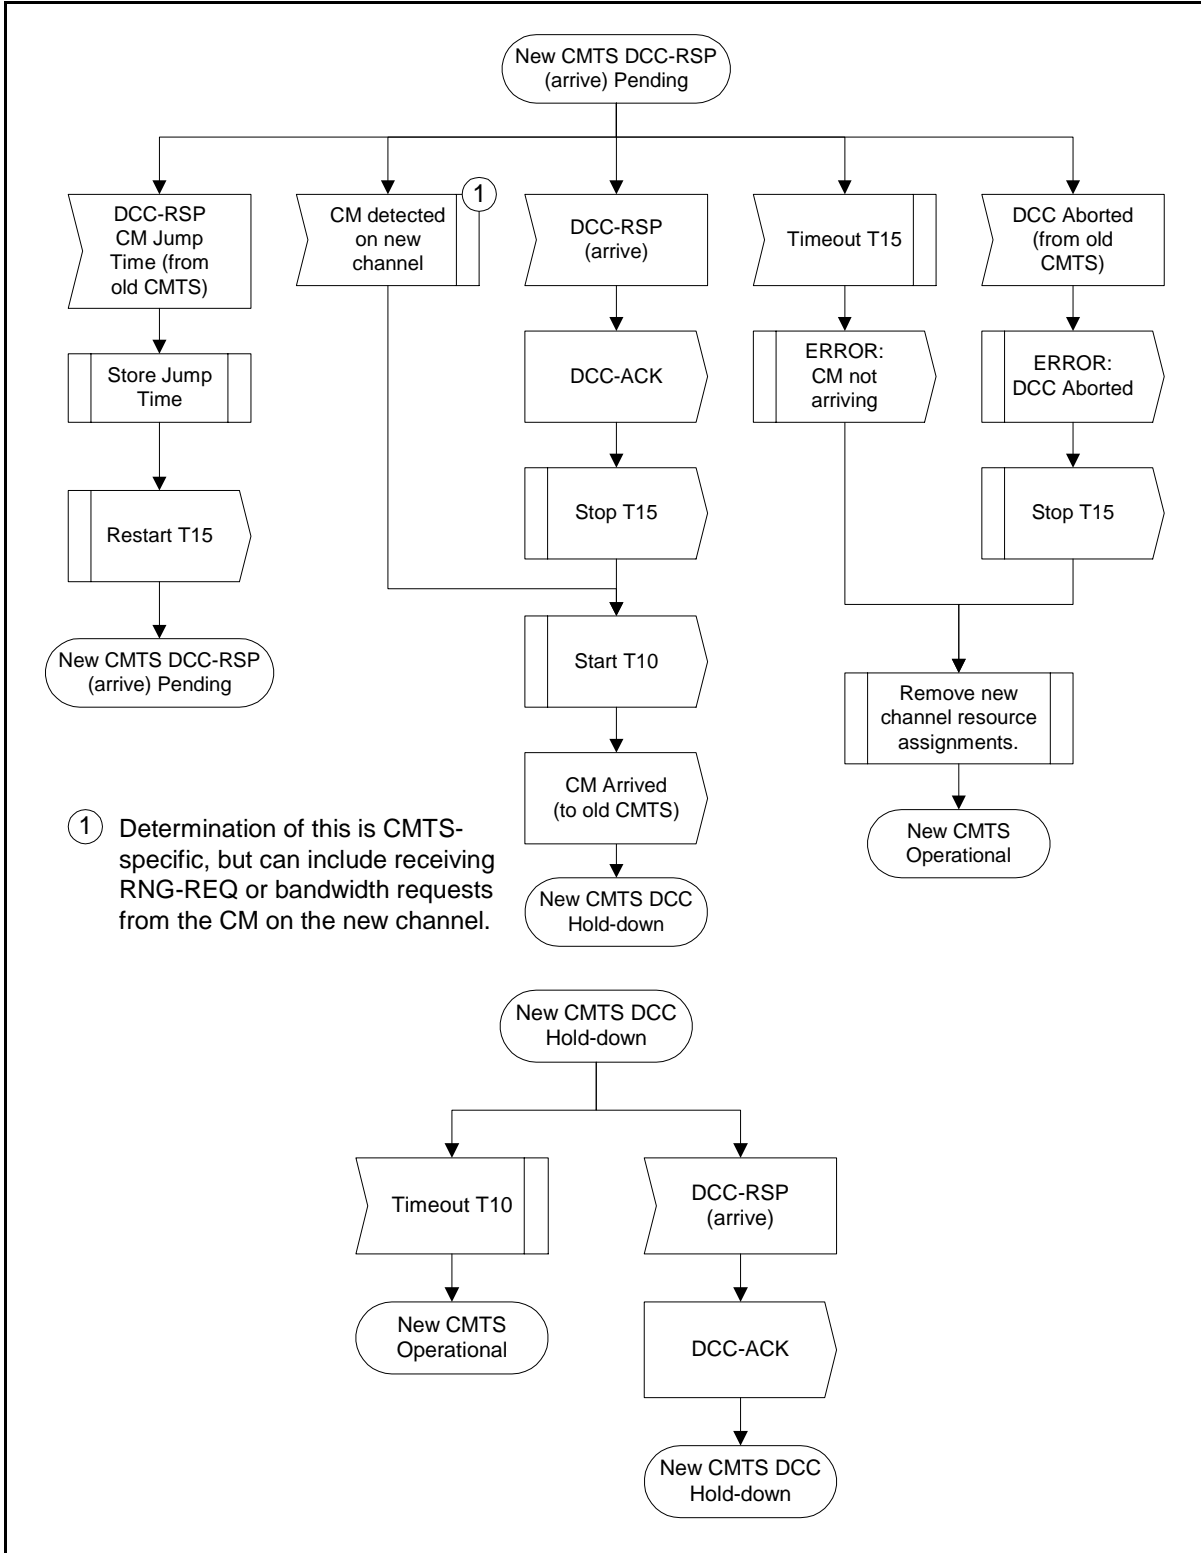 New CMTS DCC-RSP
(arrive) Pending
DCC-RSP
CM Jump
Time (from
old CMTS)
Store Jump
Time
Restart T15
New CMTS DCC-RSP
(arrive) Pending
1
CM detected
on new
channel
DCC-RSP
(arrive)
DCC-ACK
Stop T15
Start T10
CM Arrived
(to old CMTS)
New CMTS DCC
Hold-down
Timeout T15
ERROR:
CM not
arriving
DCC Aborted
(from old
CMTS)
ERROR:
DCC Aborted
Stop T15
Remove new
channel resource
assignments.
New CMTS
Operational
1
Determination of this is CMTS-
specific, but can include receiving
RNG-REQ or bandwidth requests
from the CM on the new channel.
New CMTS DCC
Hold-down
Timeout T10
New CMTS
Operational
DCC-RSP
(arrive)
DCC-ACK
New CMTS DCC
Hold-down